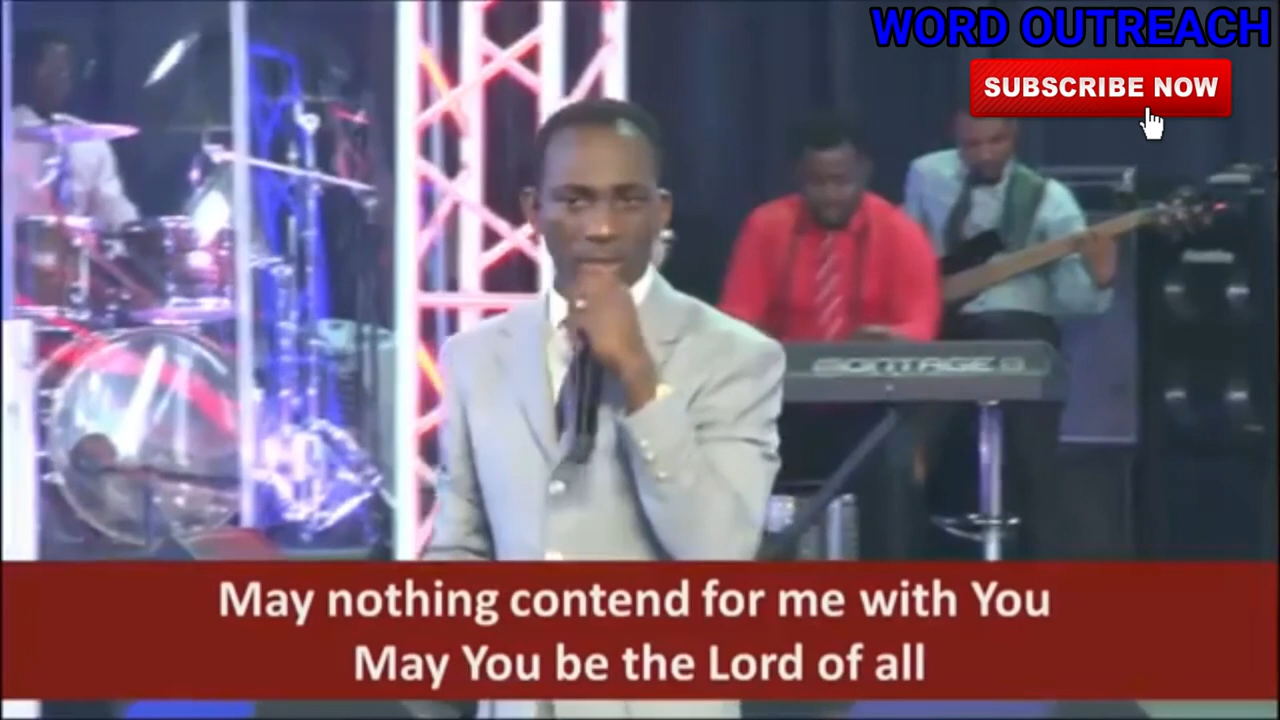 WORD OUTREACH
SUBSCRIBE NOW
May nothing contend for me with You
May You be the Lord of all